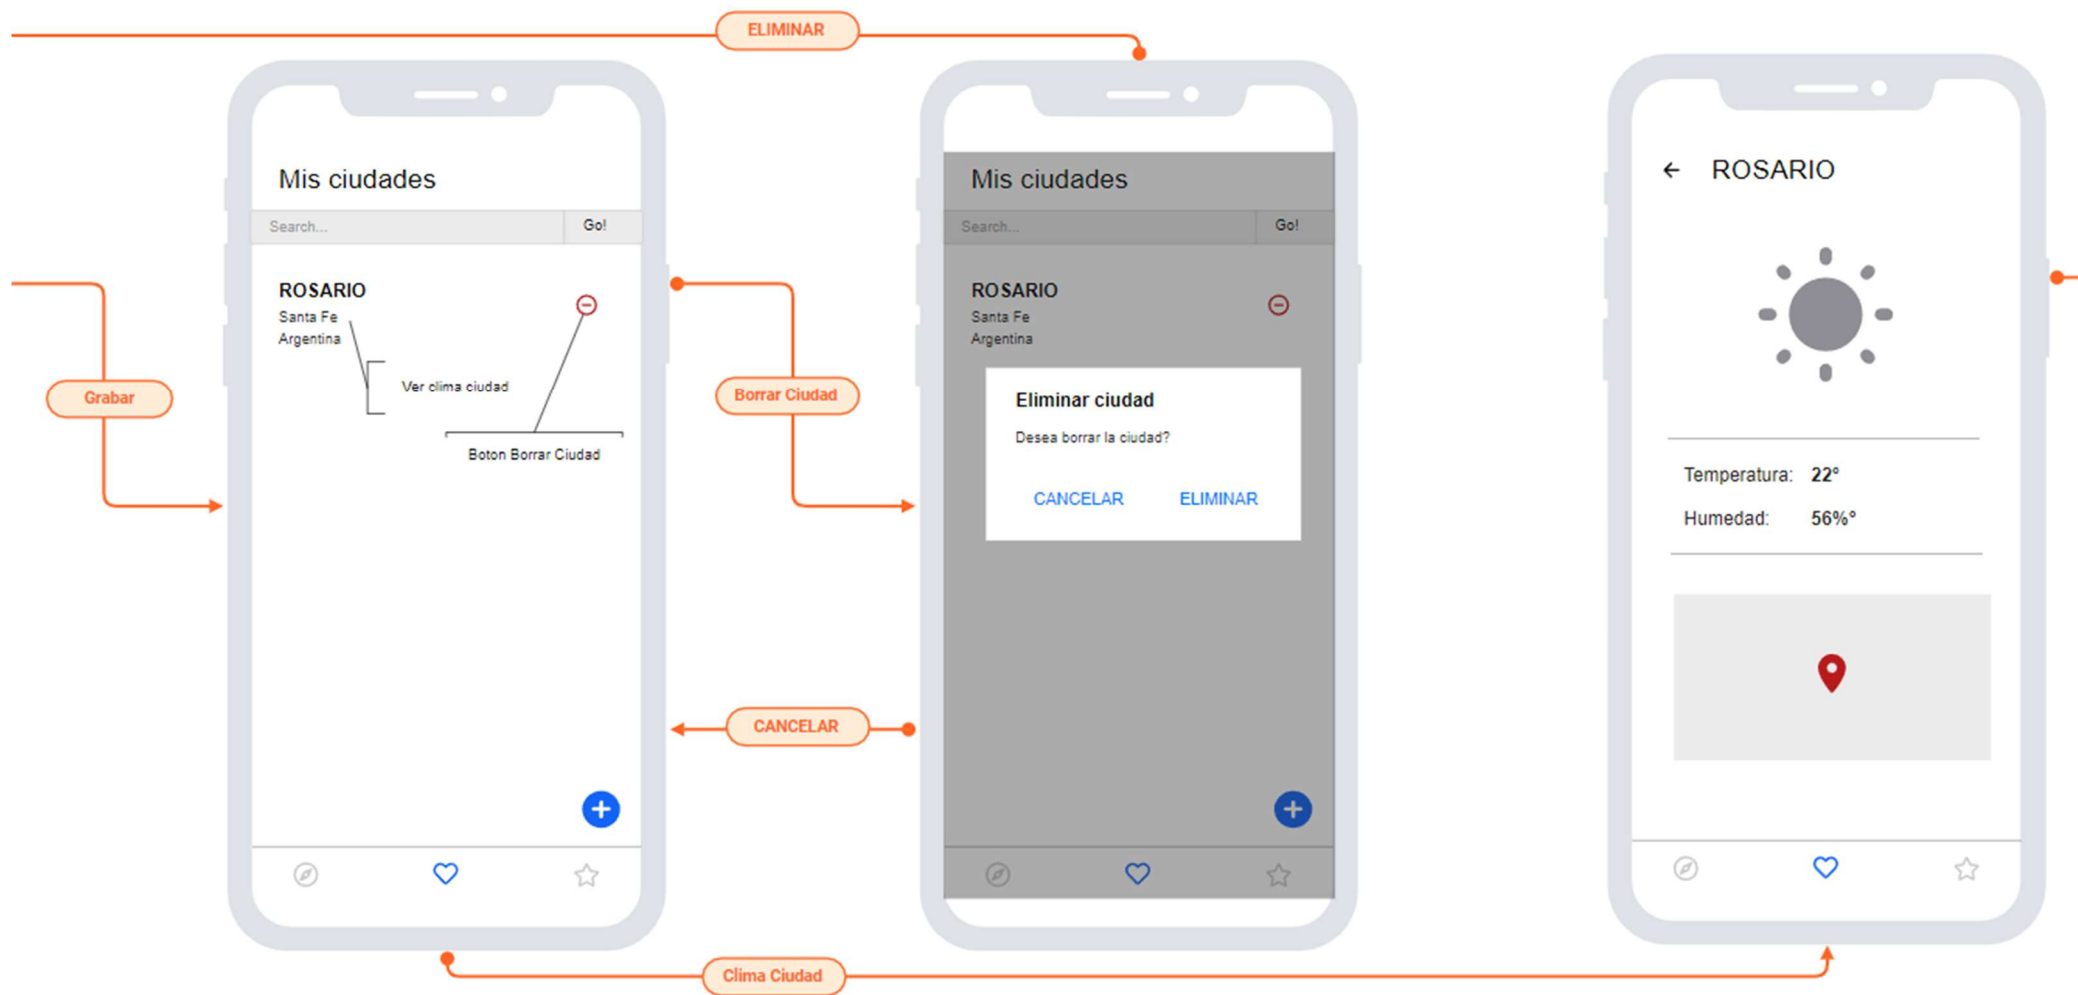 ELIMINAR
Mis ciudades
Search...
Go!
ROSARIO
Santa Fe
Argentina
Ver clima ciudad
Boton Borrar Ciudad
Grabar
Borrar Ciudad
CANCELAR
Clima Ciudad
Mis ciudades
Search...
Go!
ROSARIO
Santa Fe
Argentina
Eliminar ciudad
Desea borrar la ciudad?
CANCELAR
ELIMINAR
ROSARIO
Temperatura: 22°
Humedad: 56%°